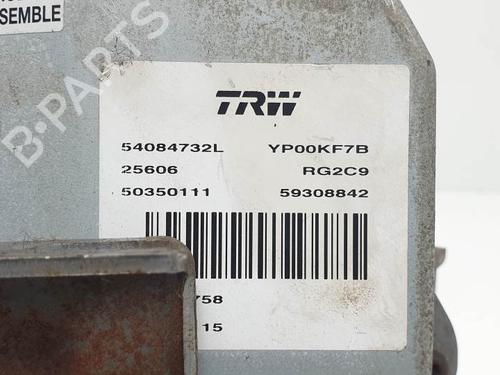 SEMBLE
B-PARTS
TRW
54084732L YP00KF7B
25606 RG2C9
50350111 59308842
758
15